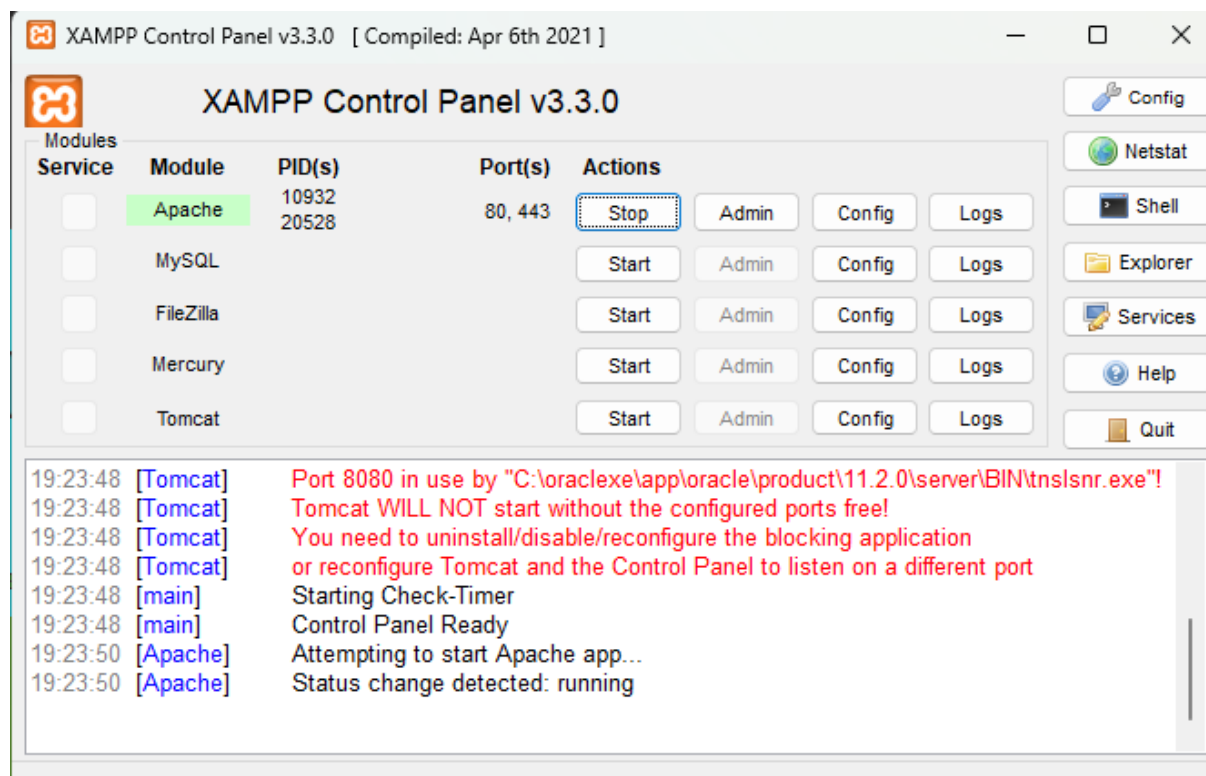 XAMPP Control Panel v3.3.0 [ Compiled: Apr 6th 2021 ]
XAMPP Control Panel v3.3.0
Config
Modules
Service Module PID(s) Port(s) Actions
Netstat
Apache 10932 20528 80, 443 Stop Admin Config Logs
Shell
MySQL Start Admin Config Logs
Explorer
FileZilla Start Admin Config Logs
Services
Mercury Start Admin Config Logs
Help
Tomcat Start Admin Config Logs
Quit
19:23:48 [Tomcat] Port 8080 in use by "C:\oraclexe\app\oracle\product\11.2.0\server\BIN\tnslsnr.exe"!
19:23:48 [Tomcat] Tomcat WILL NOT start without the configured ports free!
19:23:48 [Tomcat] You need to uninstall/disable/reconfigure the blocking application
19:23:48 [Tomcat] or reconfigure Tomcat and the Control Panel to listen on a different port
19:23:48 [main] Starting Check-Timer
19:23:48 [main] Control Panel Ready
19:23:50 [Apache] Attempting to start Apache app...
19:23:50 [Apache] Status change detected: running